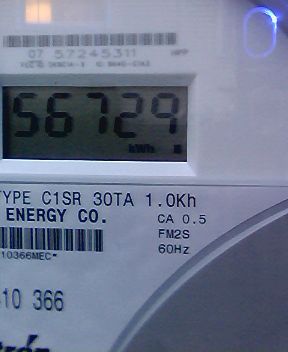 07 57245311 HPP
56729
kWh
TYPE C1SR 30TA 1.0Kh
ENERGY CO. CA 0.5
FM2S
60Hz
10366MEC*
10 366